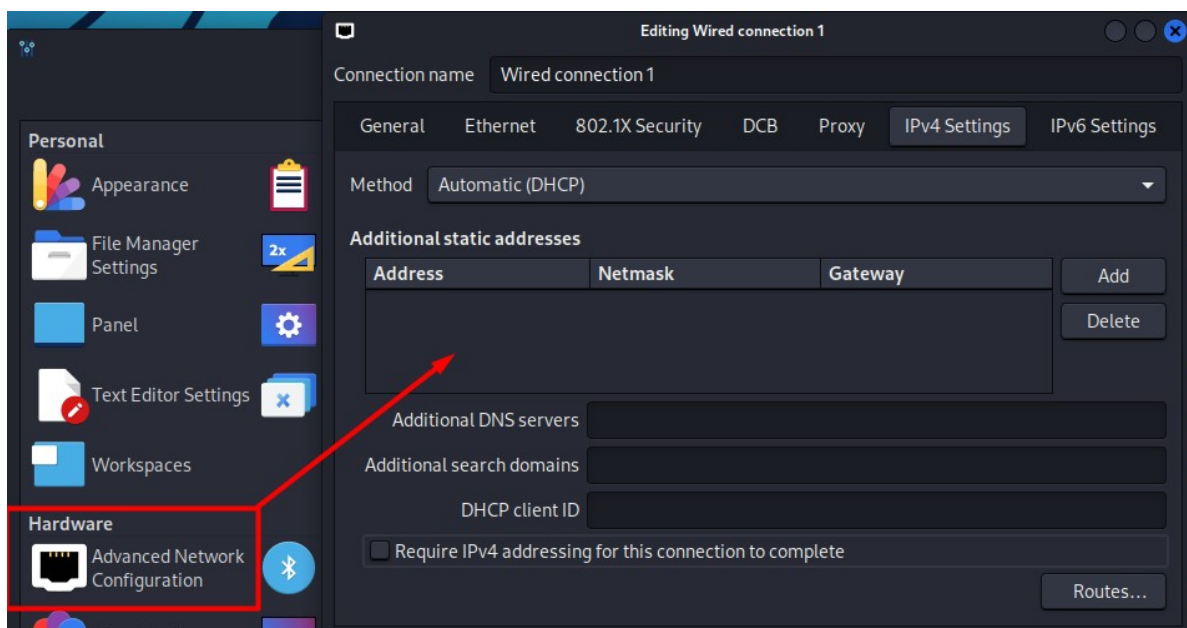 Editing Wired connection 1
Connection name Wired connection 1
General Ethernet 802.1X Security DCB Proxy IPv4 Settings IPv6 Settings
Method Automatic (DHCP)
Additional static addresses
Address Netmask Gateway
Add
Delete
Additional DNS servers
Additional search domains
DHCP client ID
Require IPv4 addressing for this connection to complete
Routes...
Personal
Appearance
File Manager
Settings
2x
Panel
Text Editor Settings
Workspaces
Hardware
Advanced Network
Configuration